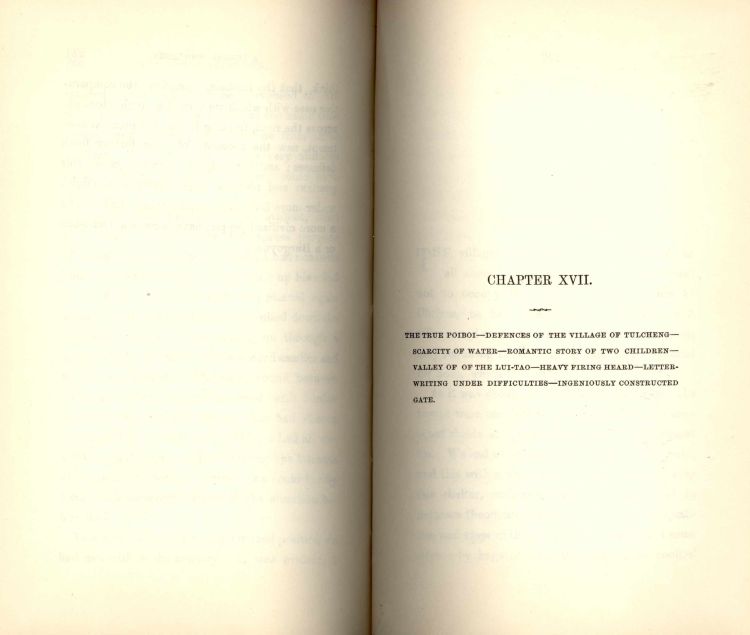 CHAPTER XVII.
THE TRUE POIBOI—DEFENCES OF THE VILLAGE OF TULCHENG—
SCARCITY OF WATER—ROMANTIC STORY OF TWO CHILDREN—
VALLEY OF OF THE LUI-TAO—HEAVY FIRING HEARD—LETTER-
WRITING UNDER DIFFICULTIES—INGENIOUSLY CONSTRUCTED
GATE.